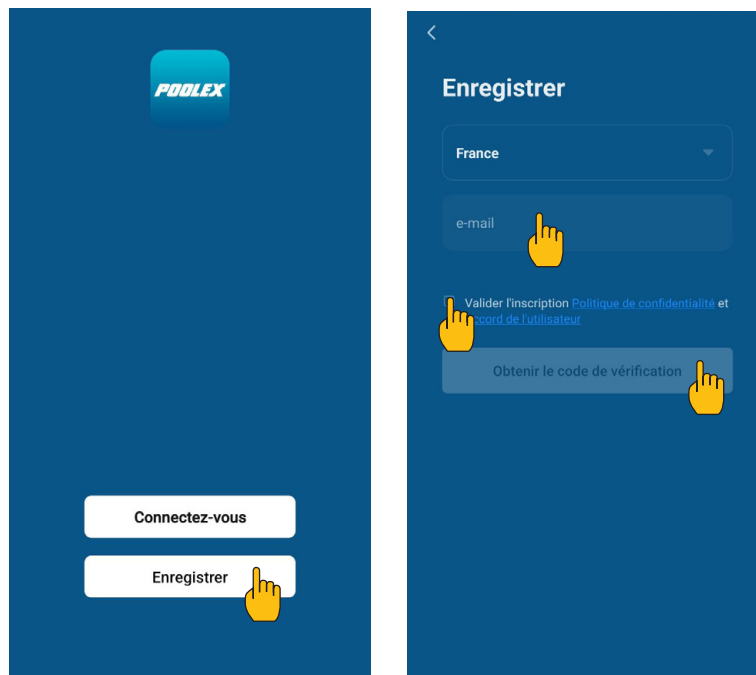 POOLEX
Connectez-vous
Enregistrer
Enregistrer
France
e-mail
Valider l'inscription Politique de confidentialité et
ccord de l'utilisateur
Obtenir le code de vérification